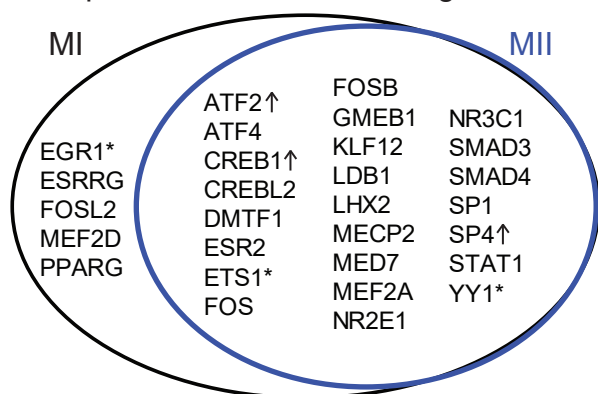 MI
MII
EGR1*
ESRRG
FOSL2
MEF2D
PPARG
ATF2↑
ATF4
CREB1↑
CREBL2
DMTF1
ESR2
ETS1*
FOS
FOSB
GMEB1
KLF12
LDB1
LHX2
MECP2
MED7
MEF2A
NR2E1
NR3C1
SMAD3
SMAD4
SP1
SP4↑
STAT1
YY1*